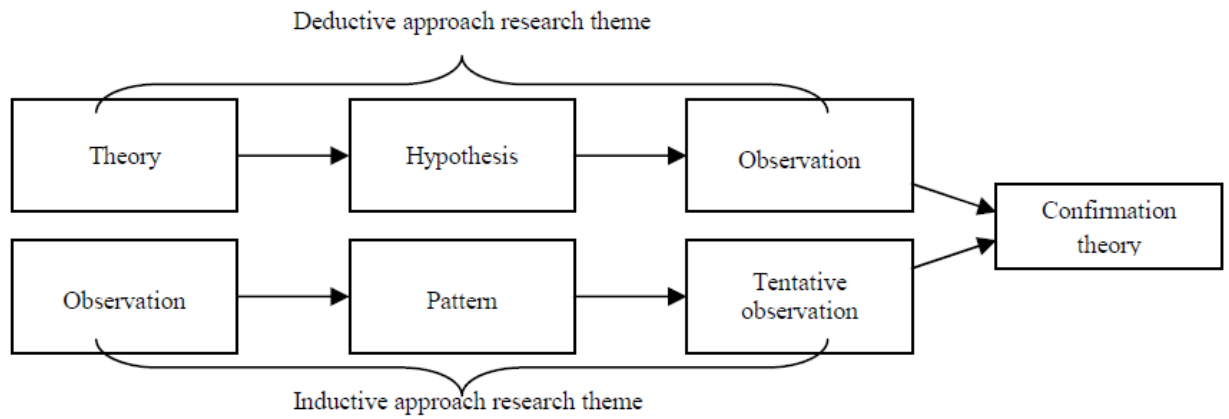 Deductive approach research theme
Theory
Hypothesis
Observation
Confirmation
theory
Observation
Pattern
Tentative
observation
Inductive approach research theme